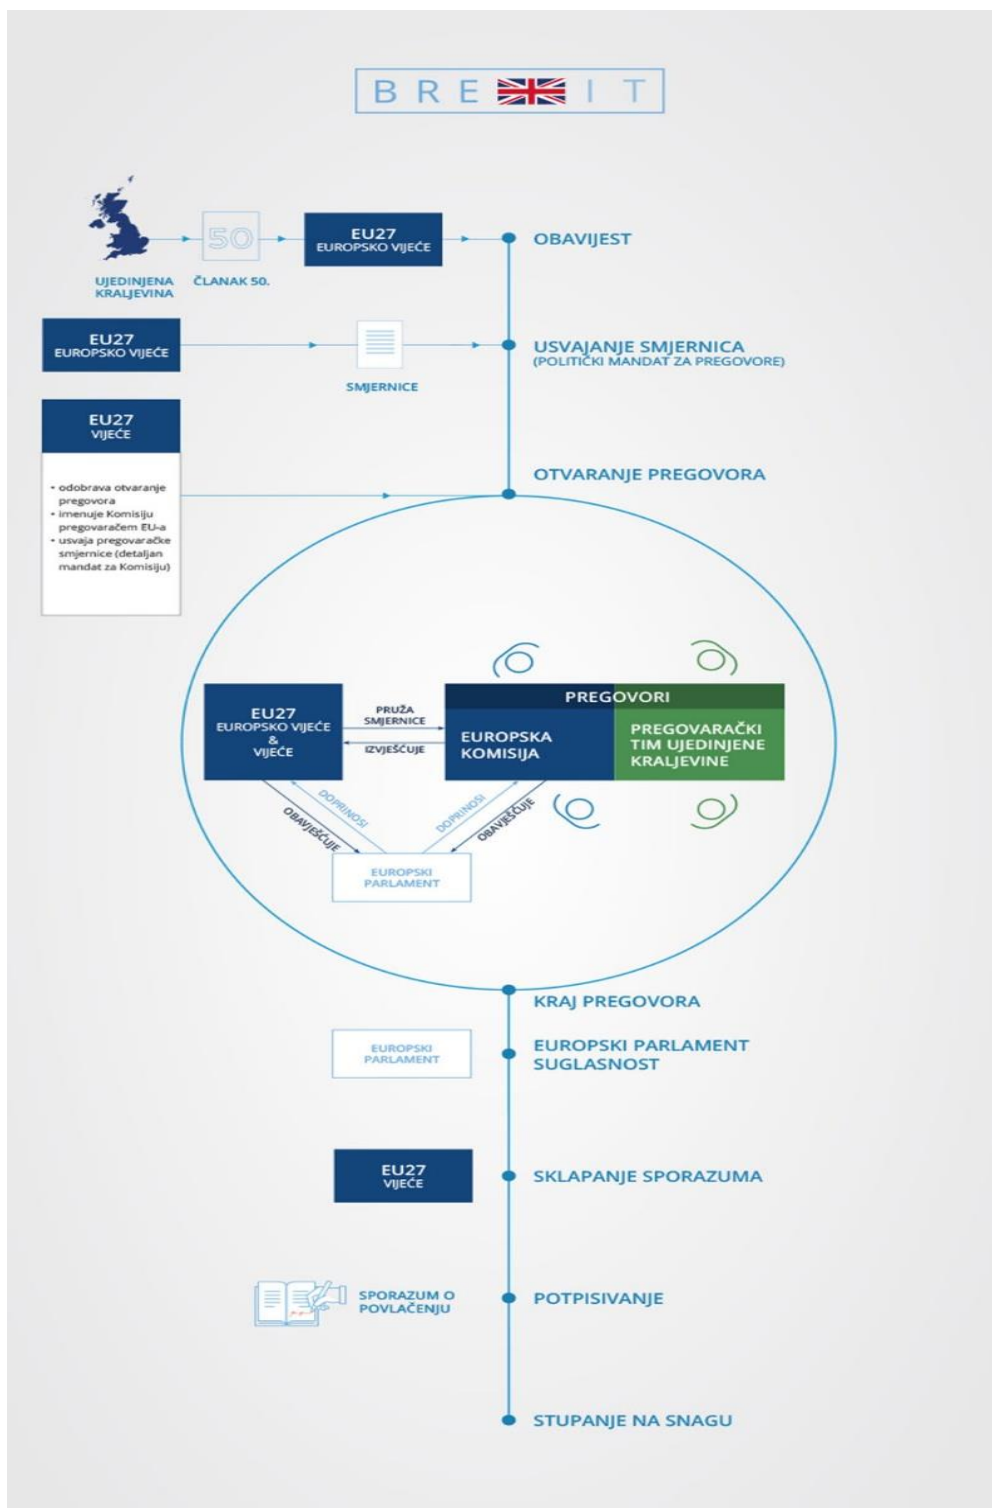 BREXIT
50
EU27
EUROPSKO VIJEĆE
OBAVIJEST
UJEDINJENA
KRALJEVINA
ČLANAK 50.
EU27
EUROPSKO VIJEĆE
SMJERNICE
USVAJANJE SMJERNICA
(POLITIČKI MANDAT ZA PREGOVORE)
EU27
VIJEĆE
• odobrava otvaranje
pregovora
• imenuje Komisiju
pregovaračem EU-a
• usvaja pregovaračke
smjernice (detaljan
mandat za Komisiju)
OTVARANJE PREGOVORA
EU27
EUROPSKO VIJEĆE
&
VIJEĆE
PRUŽA
SMJERNICE
IZVJEŠĆUJE
PREGOVORI
EUROPSKA
KOMISIJA
PREGOVARAČKI
TIM UJEDINJENE
KRALJEVINE
DOPRINOSI
OBAVJEŠĆUJE
DOPRINOSI
OBAVJEŠĆUJE
EUROPSKI
PARLAMENT
KRAJ PREGOVORA
EUROPSKI
PARLAMENT
EUROPSKI PARLAMENT
SUGLASNOST
EU27
VIJEĆE
SKLAPANJE SPORAZUMA
SPORAZUM O
POVLAČENJU
POTPISIVANJE
STUPANJE NA SNAGU